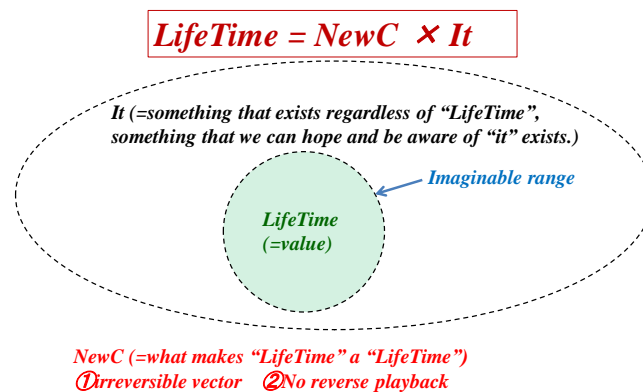 LifeTime = NewC × It
It (=something that exists regardless of “LifeTime”,
something that we can hope and be aware of “it” exists.)
Imaginable range
LifeTime
(=value)
NewC (=what makes “LifeTime” a “LifeTime”)
①irreversible vector ②No reverse playback